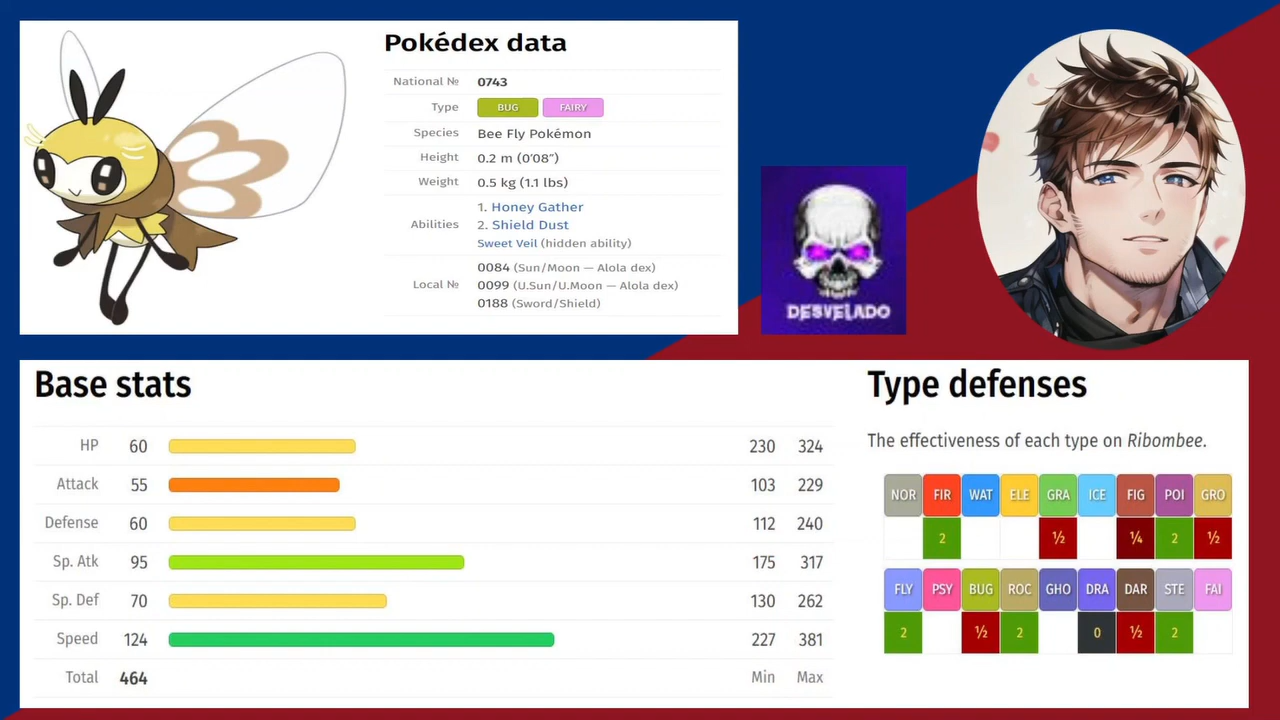 Pokédex data
National № 0743
Type BUG FAIRY
Species Bee Fly Pokémon
Height 0.2 m (0′08″)
Weight 0.5 kg (1.1 lbs)
Abilities 1. Honey Gather
2. Shield Dust
Sweet Veil (hidden ability)
Local № 0084 (Sun/Moon — Alola dex)
0099 (U.Sun/U.Moon — Alola dex)
0188 (Sword/Shield)
DESVELADO
Base stats
HP 60 230 324
Attack 55 103 229
Defense 60 112 240
Sp. Atk 95 175 317
Sp. Def 70 130 262
Speed 124 227 381
Total 464 Min Max
Type defenses
The effectiveness of each type on Ribombee.
NOR FIR WAT ELE GRA ICE FIG POI GRO
2 ½ ¼ 2 ½
FLY PSY BUG ROC GHO DRA DAR STE FAI
2 ½ 2 0 ½ 2